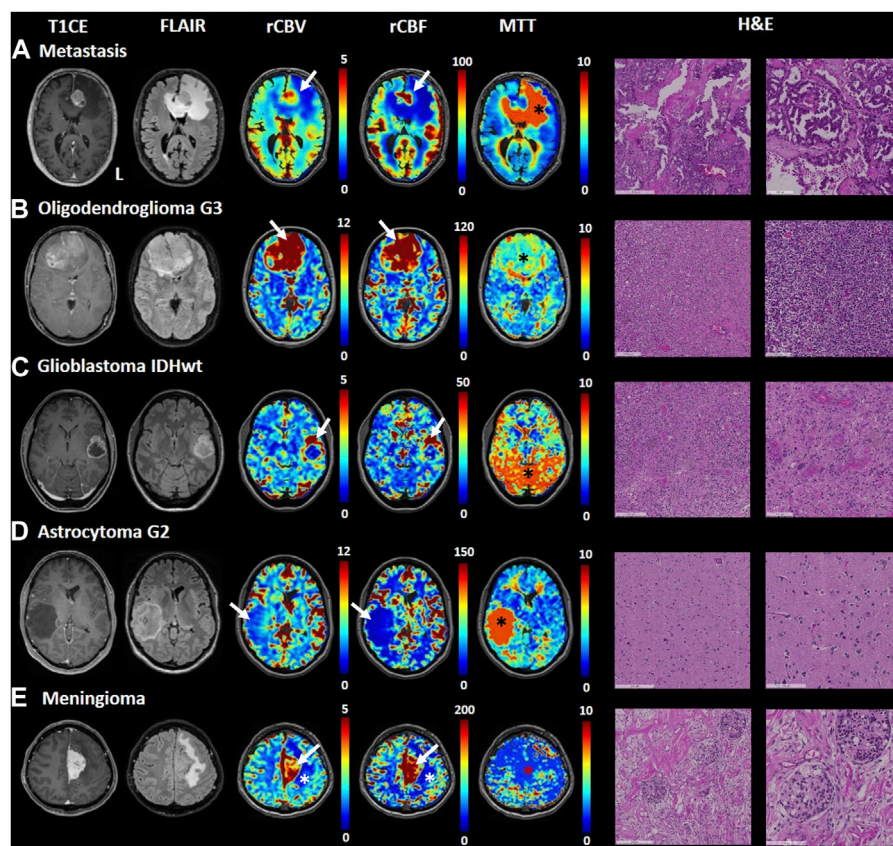 T1CE FLAIR rCBV rCBF MTT H&E
A Metastasis
5 100 10
* 
L
0 0 0
B Oligodendroglioma G3
12 120 10
*
0 0 0
C Glioblastoma IDHwt
5 50 10
*
0 0 0
D Astrocytoma G2
12 150 10
*
0 0 0
E Meningioma
5 200 10
* * *
0 0 0